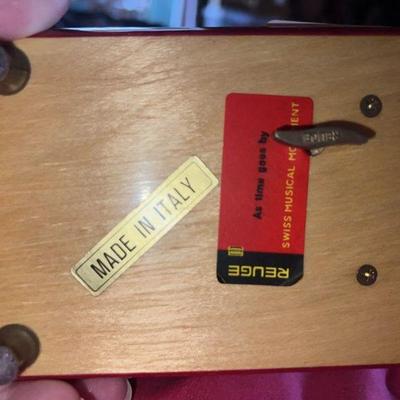 MADE IN ITALY
As time goes by
SWISS MUSICAL MOVEMENT
REUGE